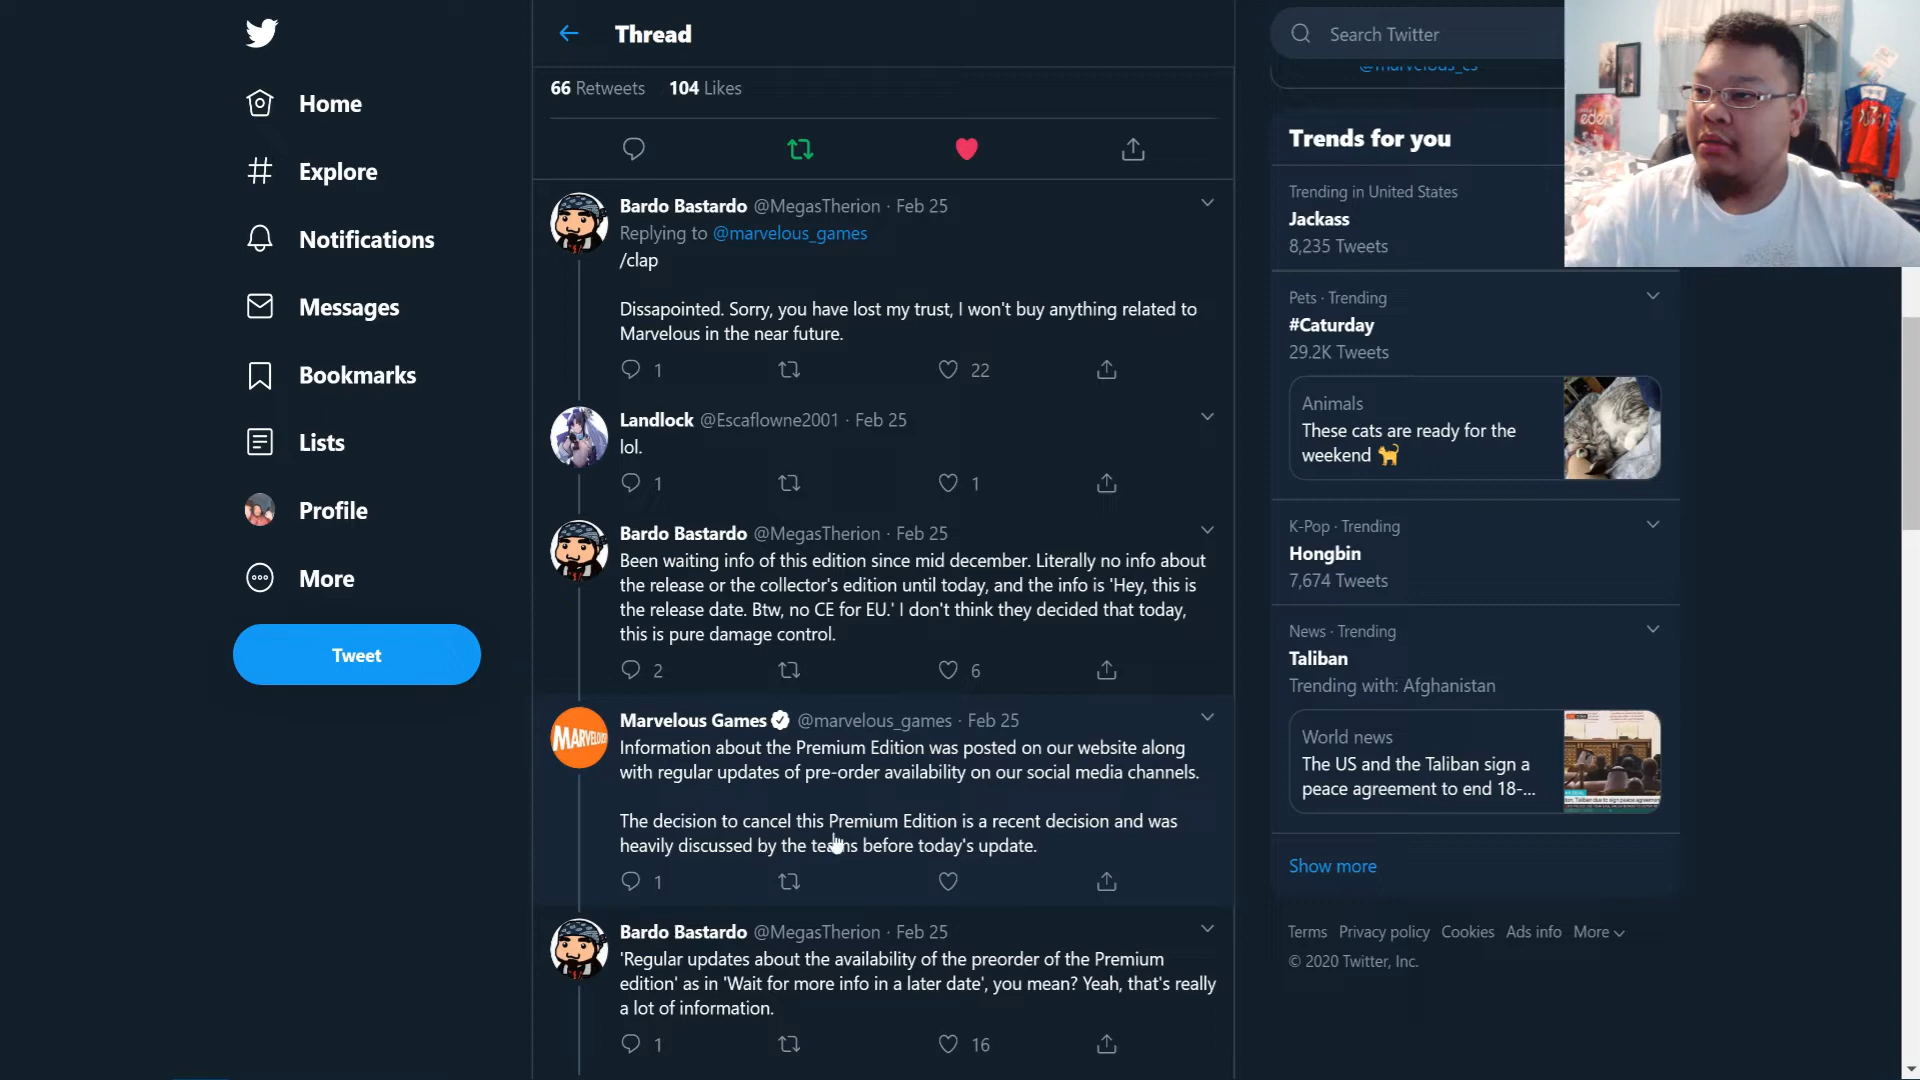 Thread
Search Twitter
@marvelous_cs
Home
Explore
Notifications
Messages
Bookmarks
Lists
Profile
More
Tweet
66 Retweets 104 Likes
Bardo Bastardo @MegasTherion · Feb 25
Replying to @marvelous_games
/clap
Dissapointed. Sorry, you have lost my trust, I won't buy anything related to
Marvelous in the near future.
1 22
Landlock @Escaflowne2001 · Feb 25
lol.
1 1
Bardo Bastardo @MegasTherion · Feb 25
Been waiting info of this edition since mid december. Literally no info about
the release or the collector's edition until today, and the info is 'Hey, this is
the release date. Btw, no CE for EU.' I don't think they decided that today,
this is pure damage control.
2 6
MARVELOUS
Marvelous Games @marvelous_games · Feb 25
Information about the Premium Edition was posted on our website along
with regular updates of pre-order availability on our social media channels.
The decision to cancel this Premium Edition is a recent decision and was
heavily discussed by the teams before today's update.
1
Bardo Bastardo @MegasTherion · Feb 25
'Regular updates about the availability of the preorder of the Premium
edition' as in 'Wait for more info in a later date', you mean? Yeah, that's really
a lot of information.
1 16
Trends for you
Trending in United States
Jackass
8,235 Tweets
Pets · Trending
#Caturday
29.2K Tweets
Animals
These cats are ready for the
weekend
K-Pop · Trending
Hongbin
7,674 Tweets
News · Trending
Taliban
Trending with: Afghanistan
World news
The US and the Taliban sign a
peace agreement to end 18-...
Show more
Terms Privacy policy Cookies Ads info More
© 2020 Twitter, Inc.
eden